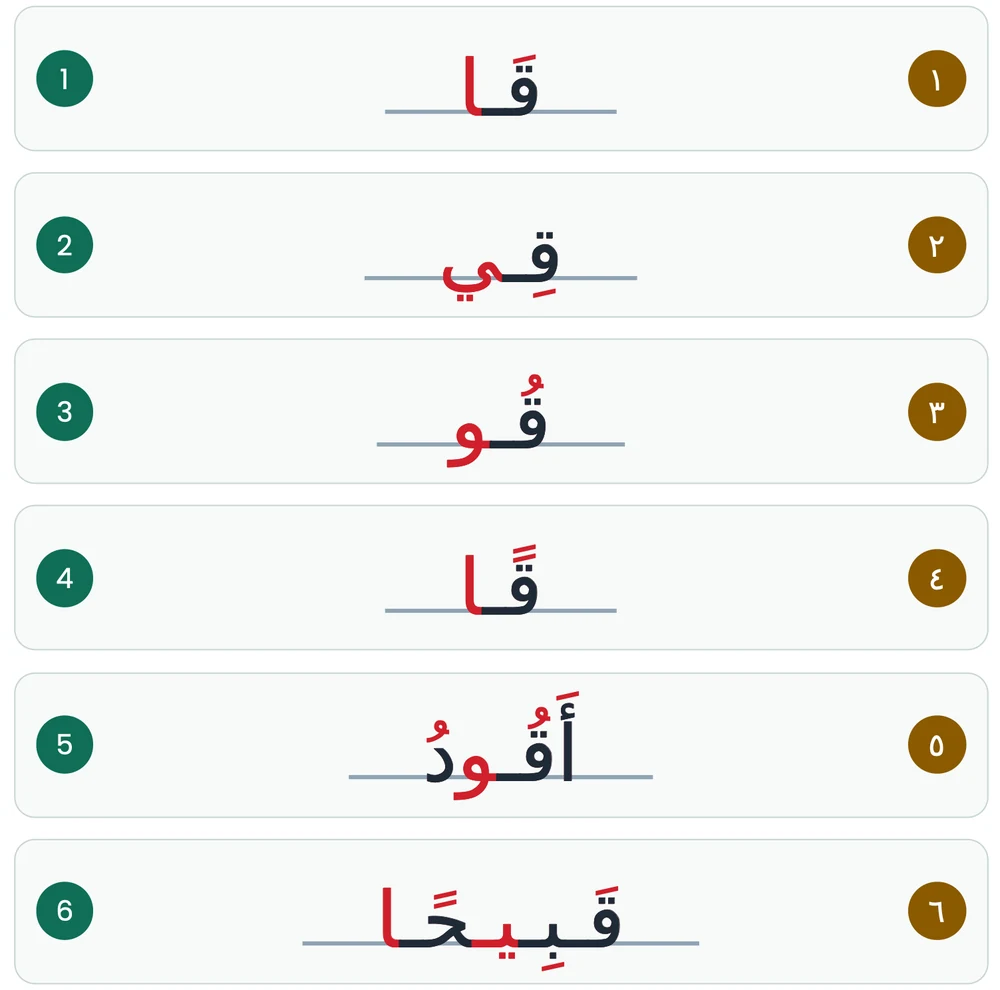 1 قَـا ١
2 قِـي ٢
3 قُـو ٣
4 قًـا ٤
5 أَقُـودُ ٥
6 قَـبِـيـحًـا ٦